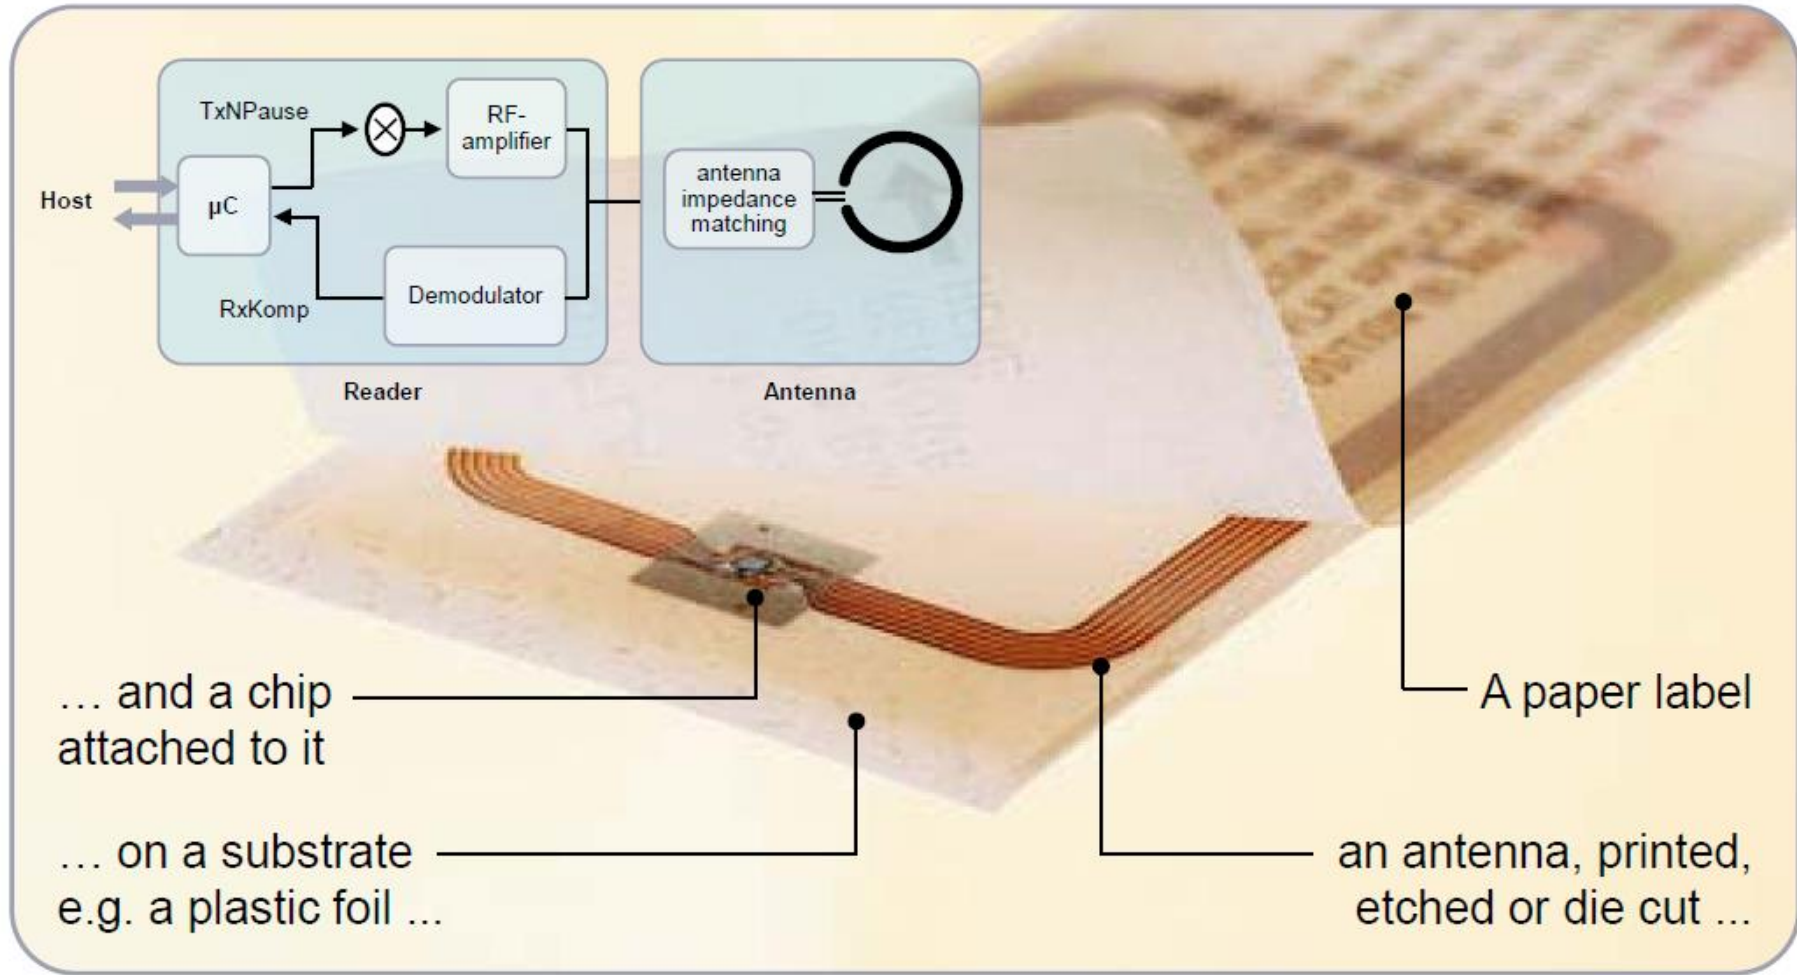 TxNPause
RF-
amplifier
Host
µC
antenna
impedance
matching
RxKomp
Demodulator
Reader
Antenna
… and a chip
attached to it
A paper label
… on a substrate
e.g. a plastic foil ...
an antenna, printed,
etched or die cut ...